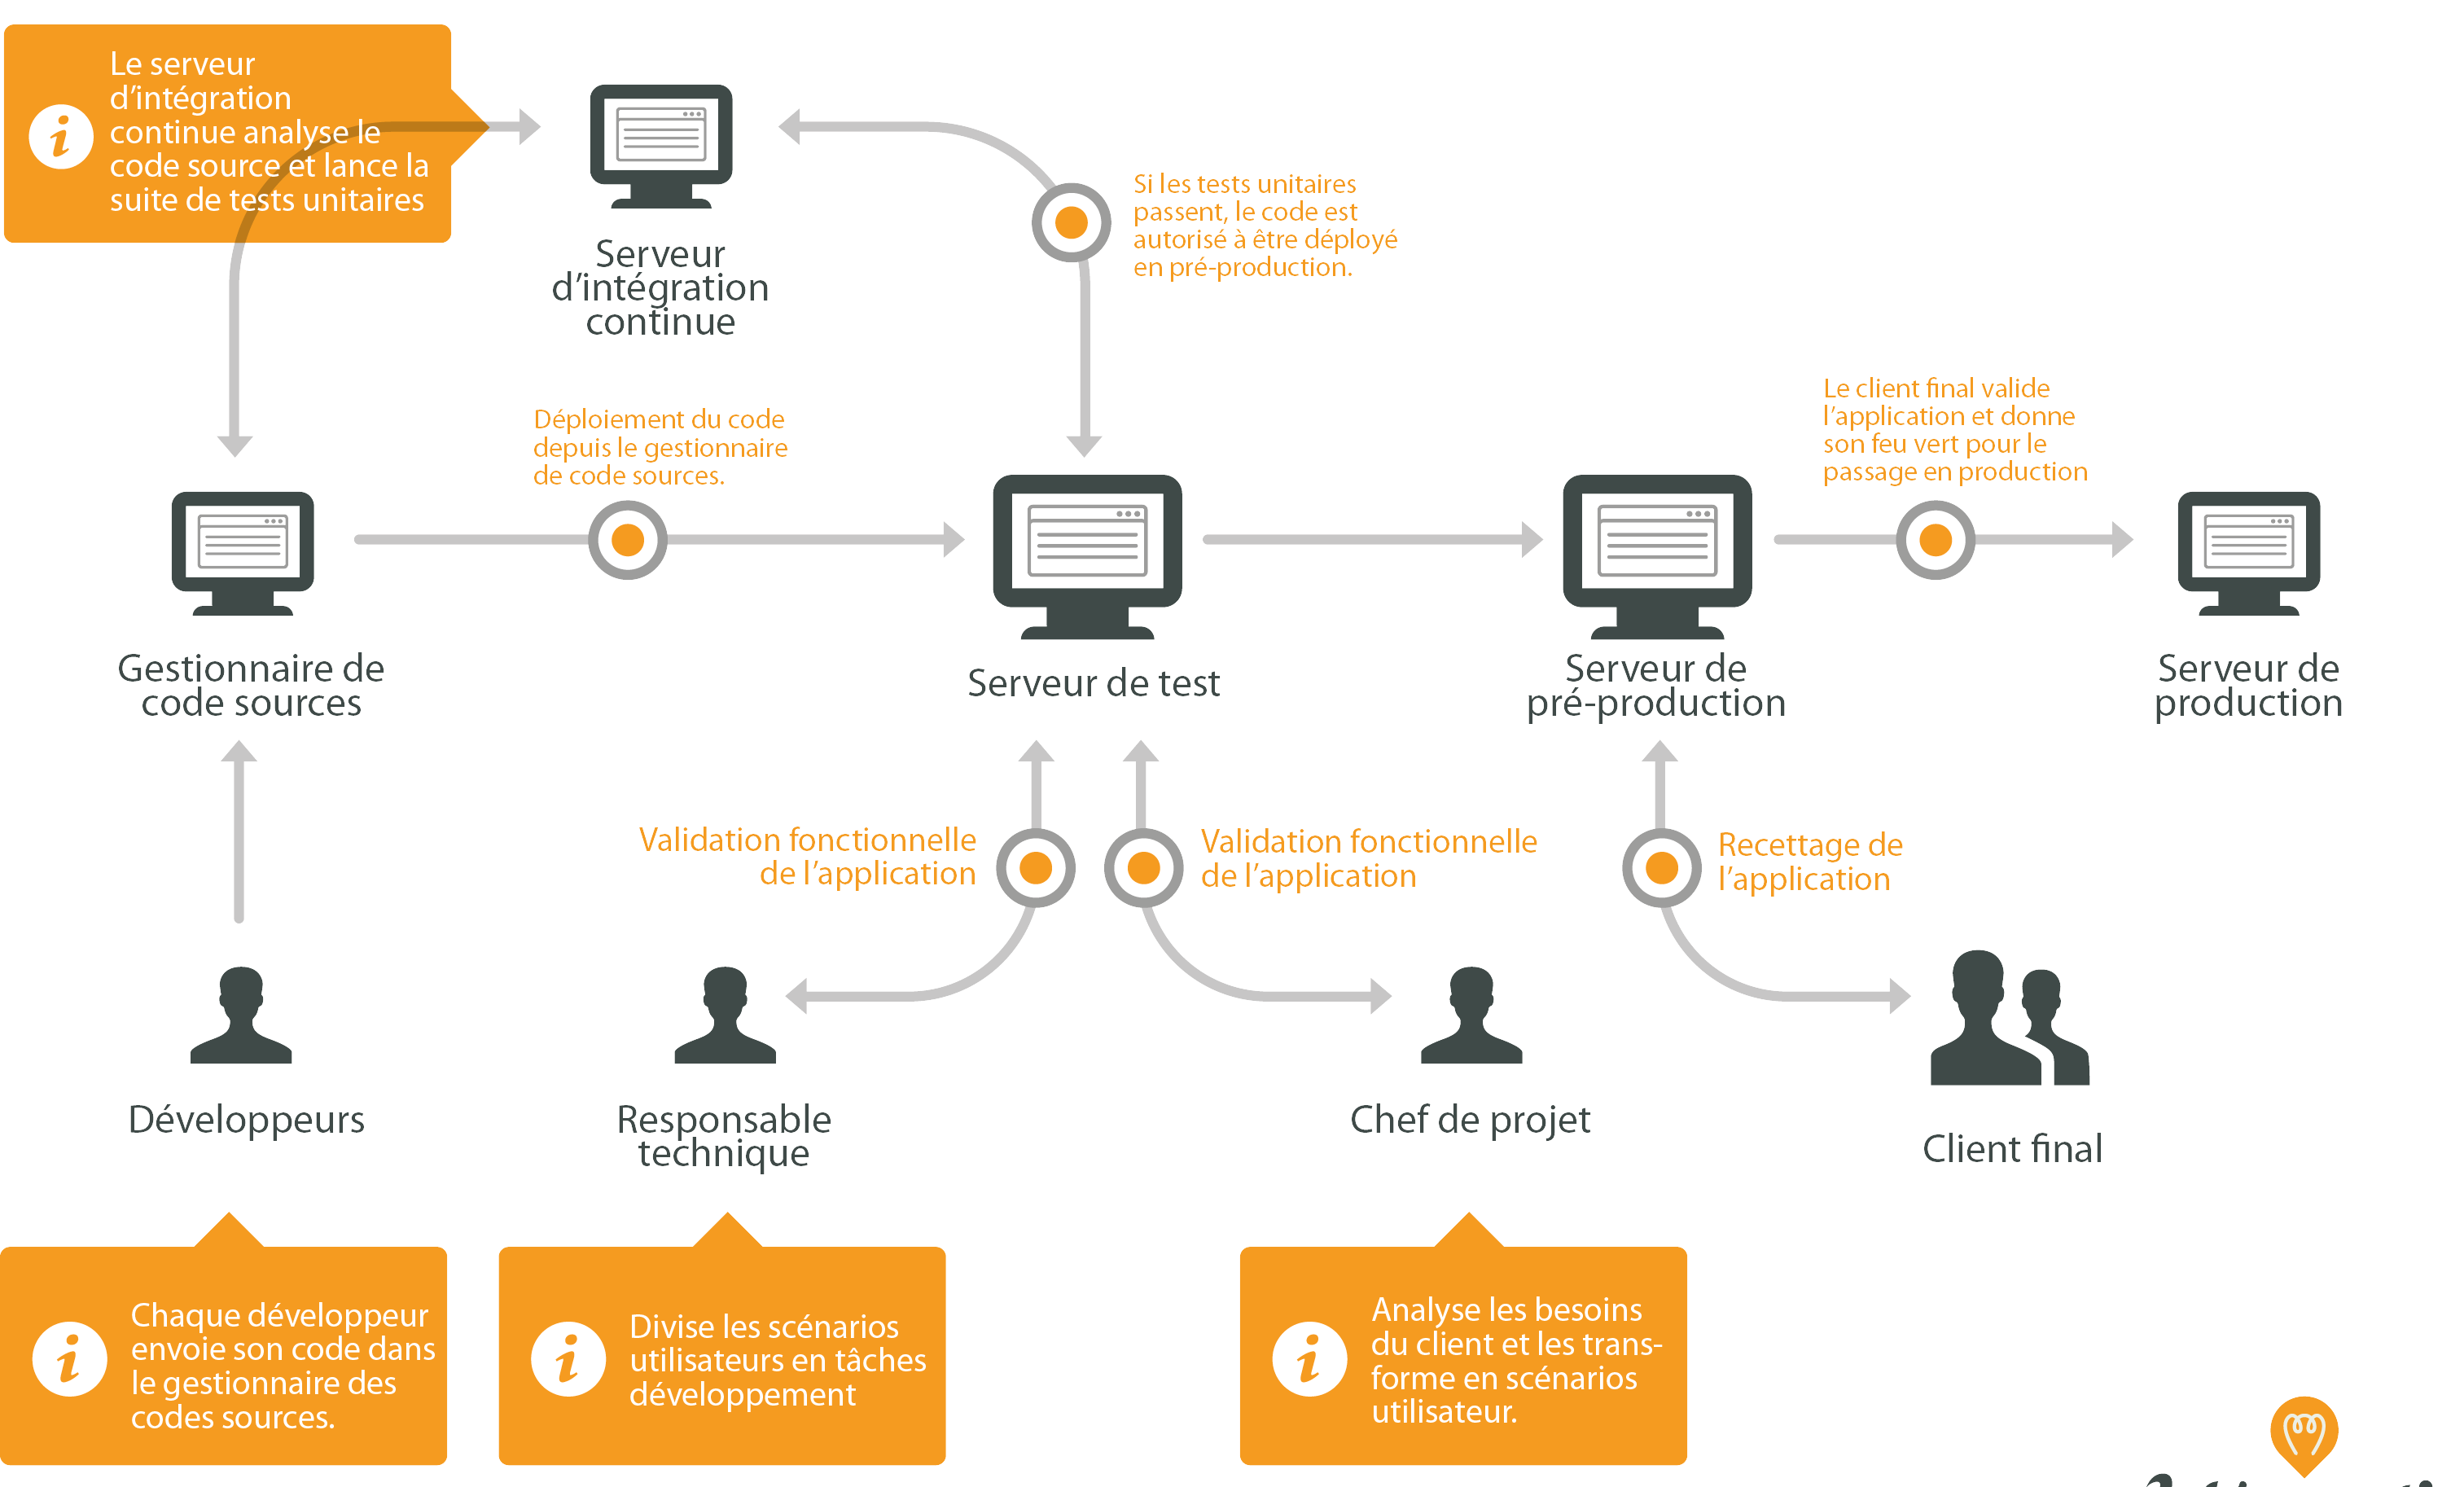 Le serveur
d'intégration
continue analyse le
code source et lance la
suite de tests unitaires
Serveur
d'intégration
continue
Si les tests unitaires
passent, le code est
autorisé à être déployé
en pré-production.
Déploiement du code
depuis le gestionnaire
de code sources.
Le client final valide
l'application et donne
son feu vert pour le
passage en production
Gestionnaire de
code sources
Serveur de test
Serveur de
pré-production
Serveur de
production
Validation fonctionnelle
de l'application
Validation fonctionnelle
de l'application
Recettage de
l'application
Développeurs
Responsable
technique
Chef de projet
Client final
Chaque développeur
envoie son code dans
le gestionnaire des
codes sources.
Divise les scénarios
utilisateurs en tâches
développement
Analyse les besoins
du client et les trans-
forme en scénarios
utilisateur.